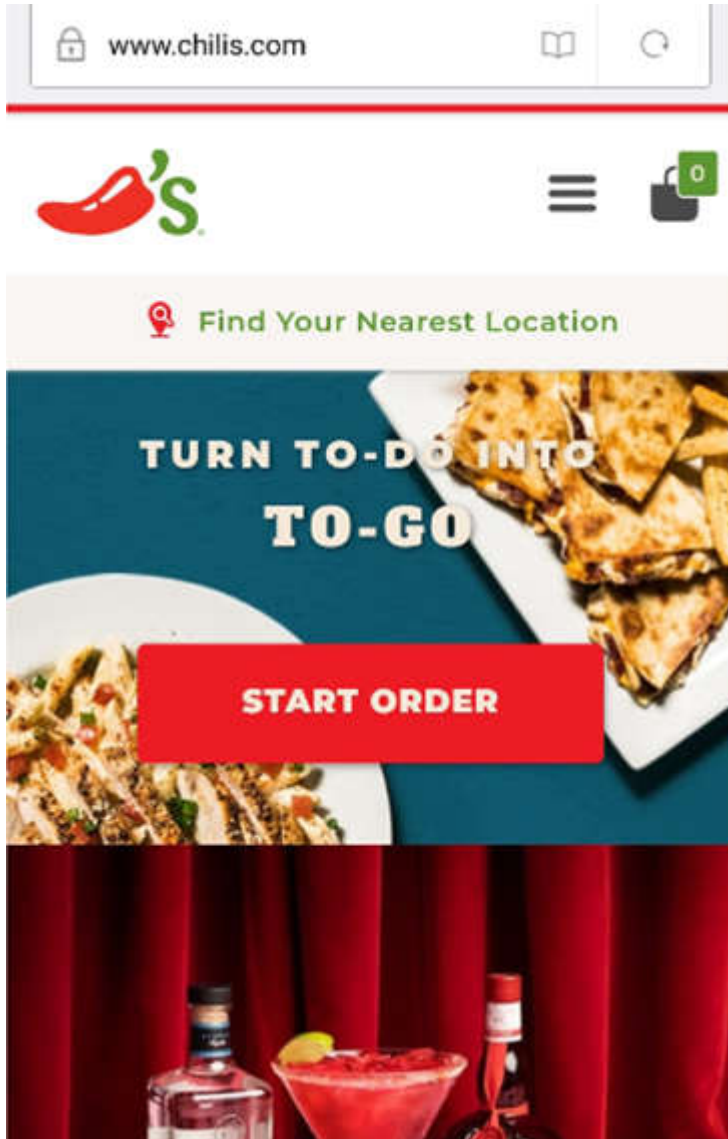 www.chilis.com
's
0
Find Your Nearest Location
TURN TO-DO INTO
TO-GO
START ORDER